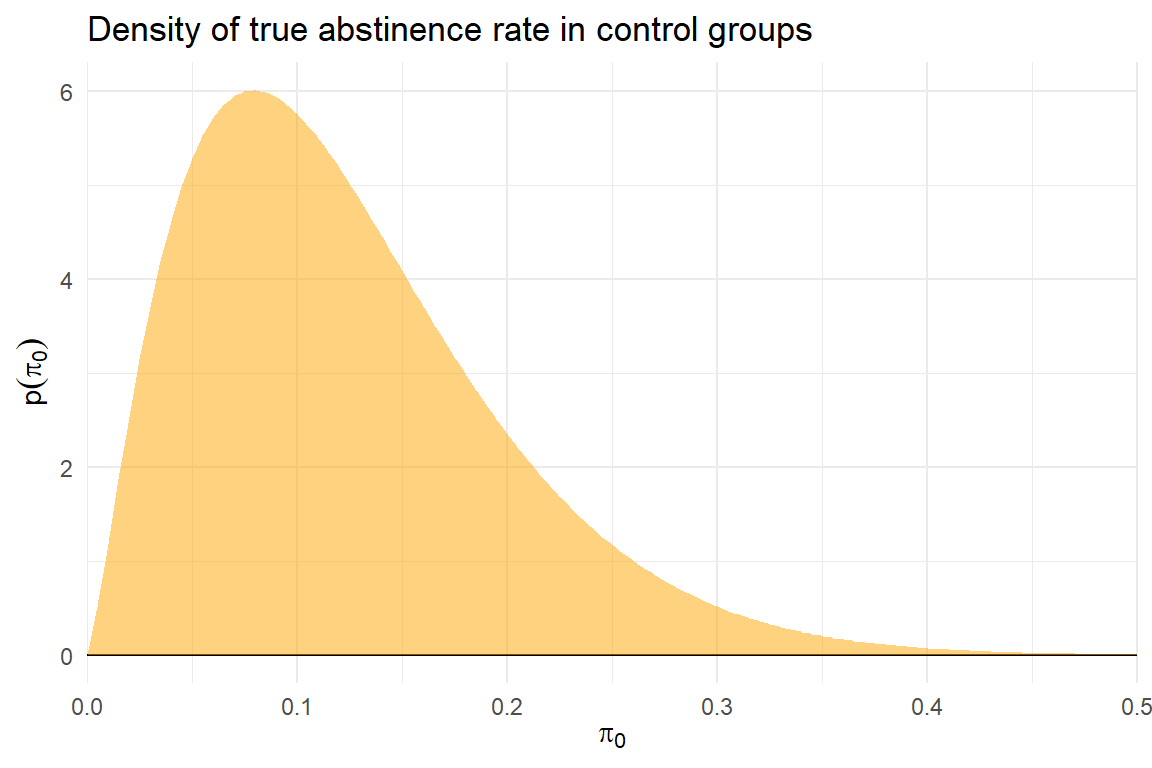 Density of true abstinence rate in control groups
6
4
2
0
p(π₀)
0.0 0.1 0.2 0.3 0.4 0.5
π₀